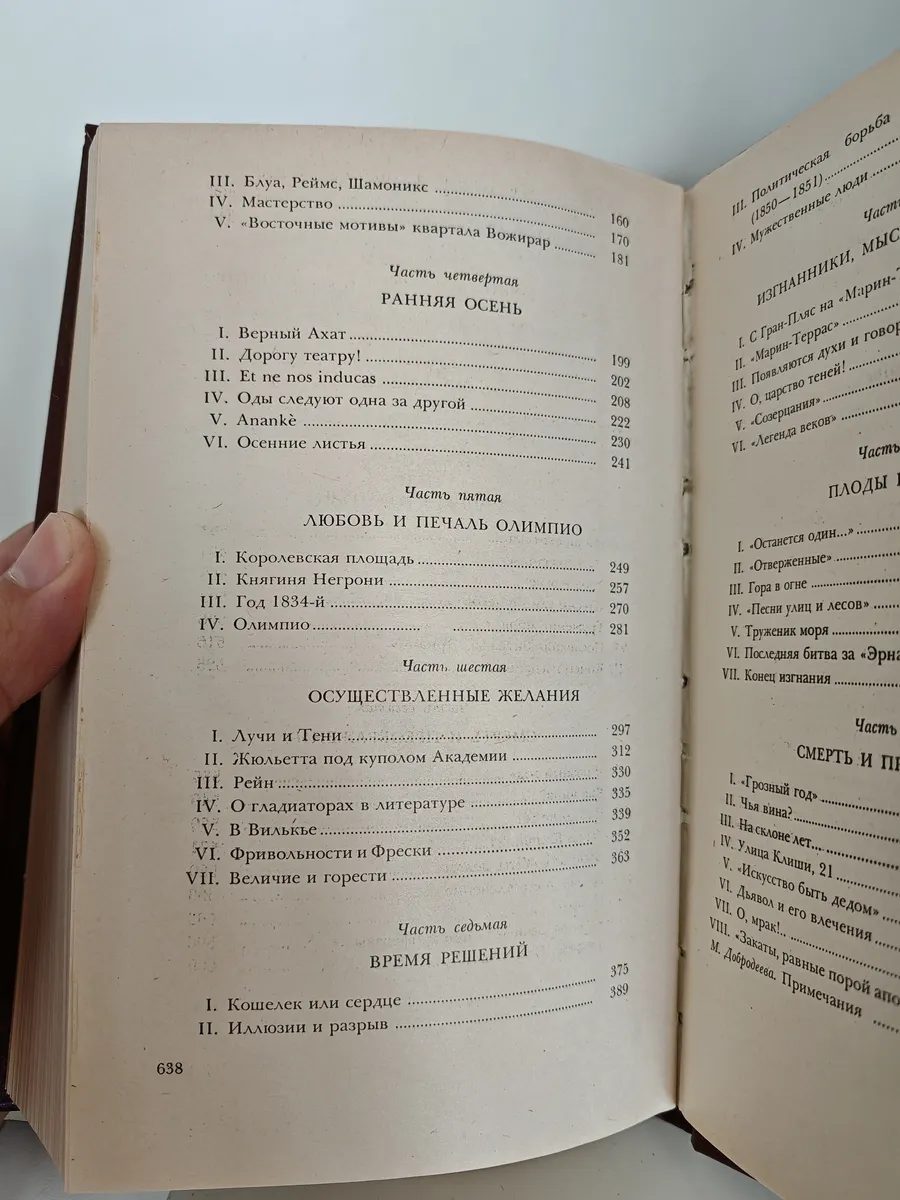 III. Блуа, Реймс, Шамоникс ..... 160
IV. Мастерство ..... 170
V. «Восточные мотивы» квартала Вожирар ..... 181
Часть четвертая
РАННЯЯ ОСЕНЬ
I. Верный Ахат ..... 199
II. Дорогу театру! ..... 202
III. Et ne nos inducas ..... 208
IV. Оды следуют одна за другой ..... 222
V. Anankè ..... 230
VI. Осенние листья ..... 241
Часть пятая
ЛЮБОВЬ И ПЕЧАЛЬ ОЛИМПИО
I. Королевская площадь ..... 249
II. Княгиня Негрони ..... 257
III. Год 1834-й ..... 270
IV. Олимпио ..... 281
Часть шестая
ОСУЩЕСТВЛЕННЫЕ ЖЕЛАНИЯ
I. Лучи и Тени ..... 297
II. Жюльетта под куполом Академии ..... 312
III. Рейн ..... 330
IV. О гладиаторах в литературе ..... 335
V. В Вилькье ..... 339
VI. Фривольности и Фрески ..... 352
VII. Величие и горести ..... 363
Часть седьмая
ВРЕМЯ РЕШЕНИЙ
I. Кошелек или сердце ..... 375
II. Иллюзии и разрыв ..... 389
638
III. Политическая борьба
(1850—1851)
IV. Мужественные люди
Часть
ИЗГНАННИКИ, МЫС
I. С Гран-Пляс на «Марин-Т
II. «Марин-Террас»
III. Появляются духи и говор
IV. О, царство теней!
V. «Созерцания»
VI. «Легенда веков»
Часть
ПЛОДЫ
I. «Останется один...»
II. «Отверженные»
III. Гора в огне
IV. «Песни улиц и лесов»
V. Труженик моря
VI. Последняя битва за «Эрна
VII. Конец изгнания
Часть
СМЕРТЬ И ПР
I. «Грозный год»
II. Чья вина?
III. На склоне лет...
IV. Улица Клиши, 21
V. «Искусство быть дедом»
VI. Дьявол и его влечения
VII. О, мрак!..
VIII. «Закаты, равные порой апо
М. Добродеева. Примечания